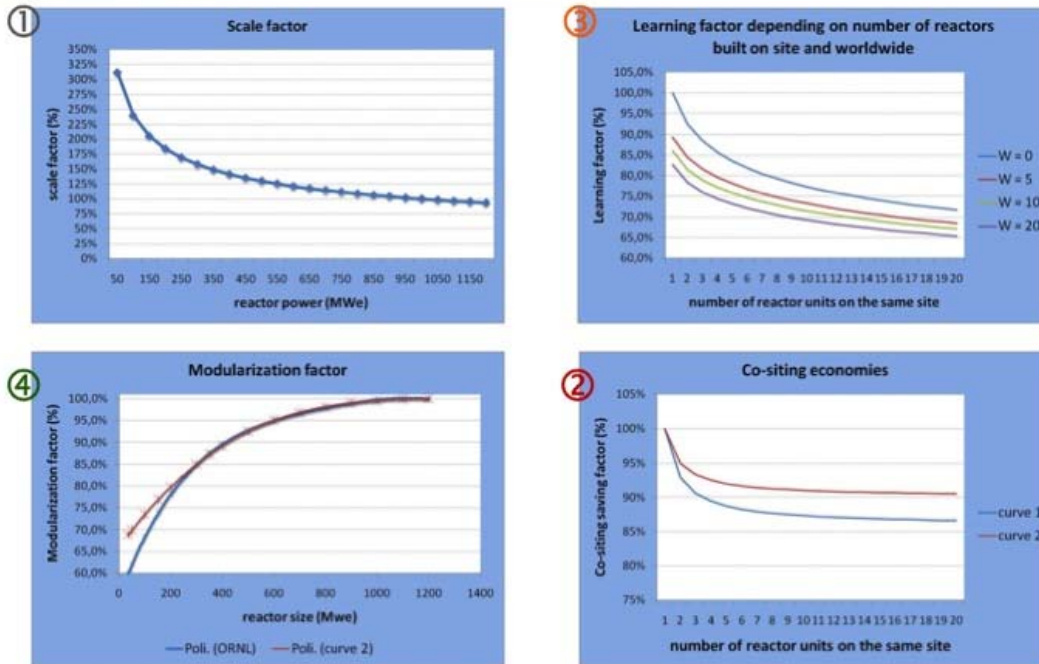 ①
Scale factor
350%
300%
250%
200%
150%
100%
50%
0%
scale factor (%)
50 150 250 350 450 550 650 750 850 950 1050 1150
reactor power (MWe)
③
Learning factor depending on number of reactors
built on site and worldwide
105,0%
100,0%
95,0%
90,0%
85,0%
80,0%
75,0%
70,0%
65,0%
60,0%
Learning factor (%)
W = 0
W = 5
W = 10
W = 20
1 2 3 4 5 6 7 8 9 10 11 12 13 14 15 16 17 18 19 20
number of reactor units on the same site
④
Modularization factor
100,0%
95,0%
90,0%
85,0%
80,0%
75,0%
70,0%
65,0%
60,0%
Modularization factor (%)
0 200 400 600 800 1000 1200 1400
reactor size (Mwe)
Poli. (ORNL) Poli. (curve 2)
②
Co-siting economies
105%
100%
95%
90%
85%
80%
75%
Co-siting saving factor (%)
curve 1
curve 2
1 2 3 4 5 6 7 8 9 10 11 12 13 14 15 16 17 18 19 20
number of reactor units on the same site